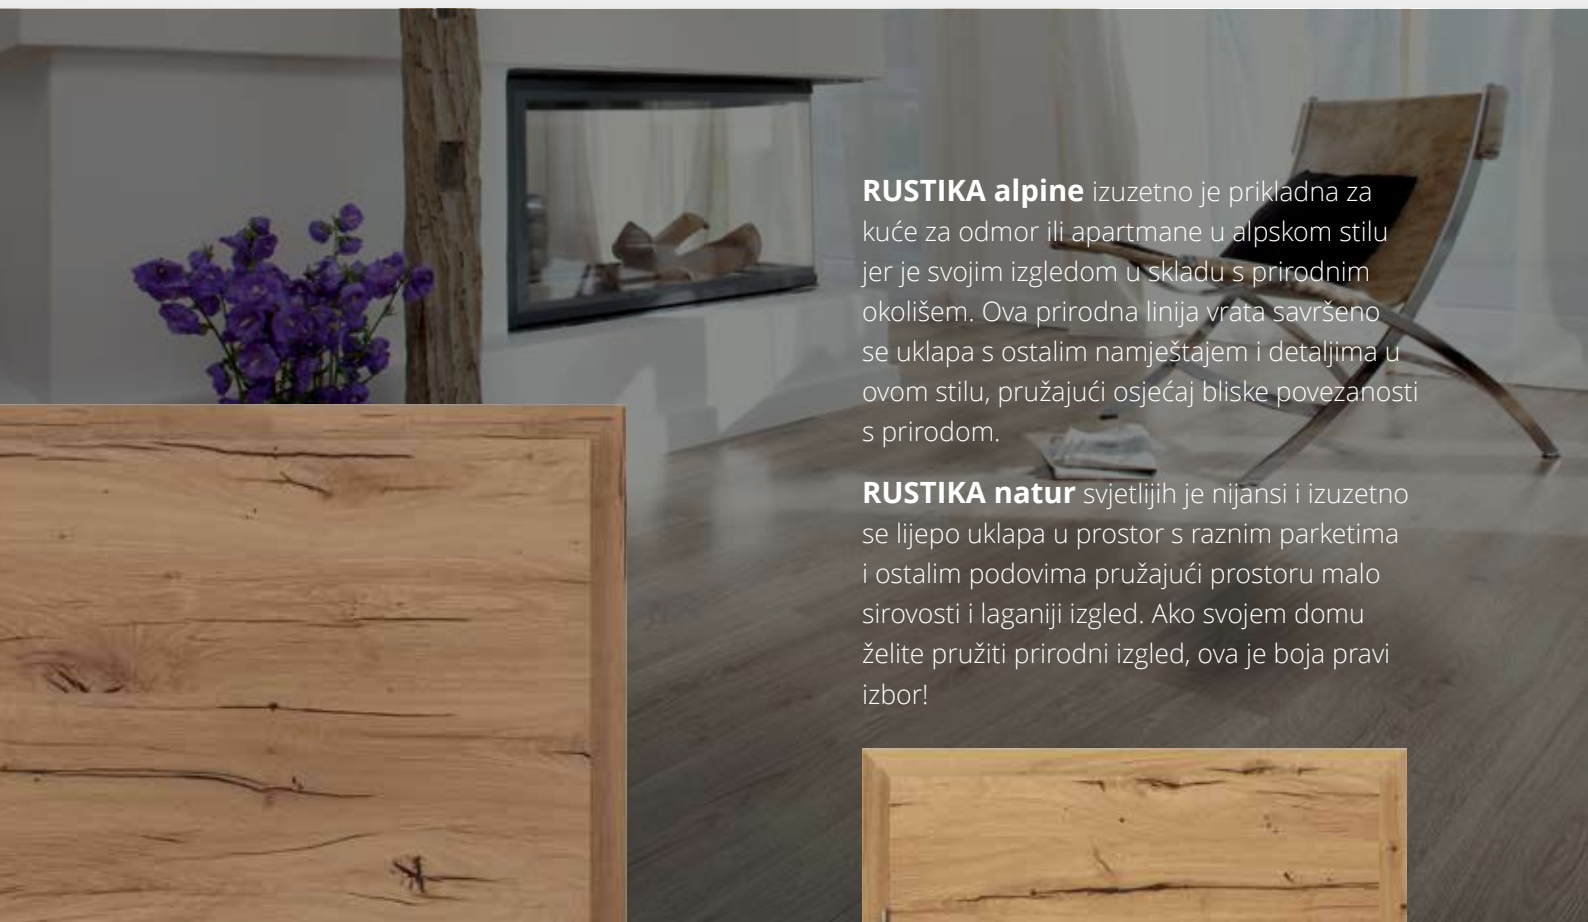 RUSTIKA alpine izuzetno je prikladna za
kuće za odmor ili apartmane u alpskom stilu
jer je svojim izgledom u skladu s prirodnim
okolišem. Ova prirodna linija vrata savršeno
se uklapa s ostalim namještajem i detaljima u
ovom stilu, pružajući osjećaj bliske povezanosti
s prirodom.
RUSTIKA natur svjetlijih je nijansi i izuzetno
se lijepo uklapa u prostor s raznim parketima
i ostalim podovima pružajući prostoru malo
sirovosti i laganiji izgled. Ako svojem domu
želite pružiti prirodni izgled, ova je boja pravi
izbor!